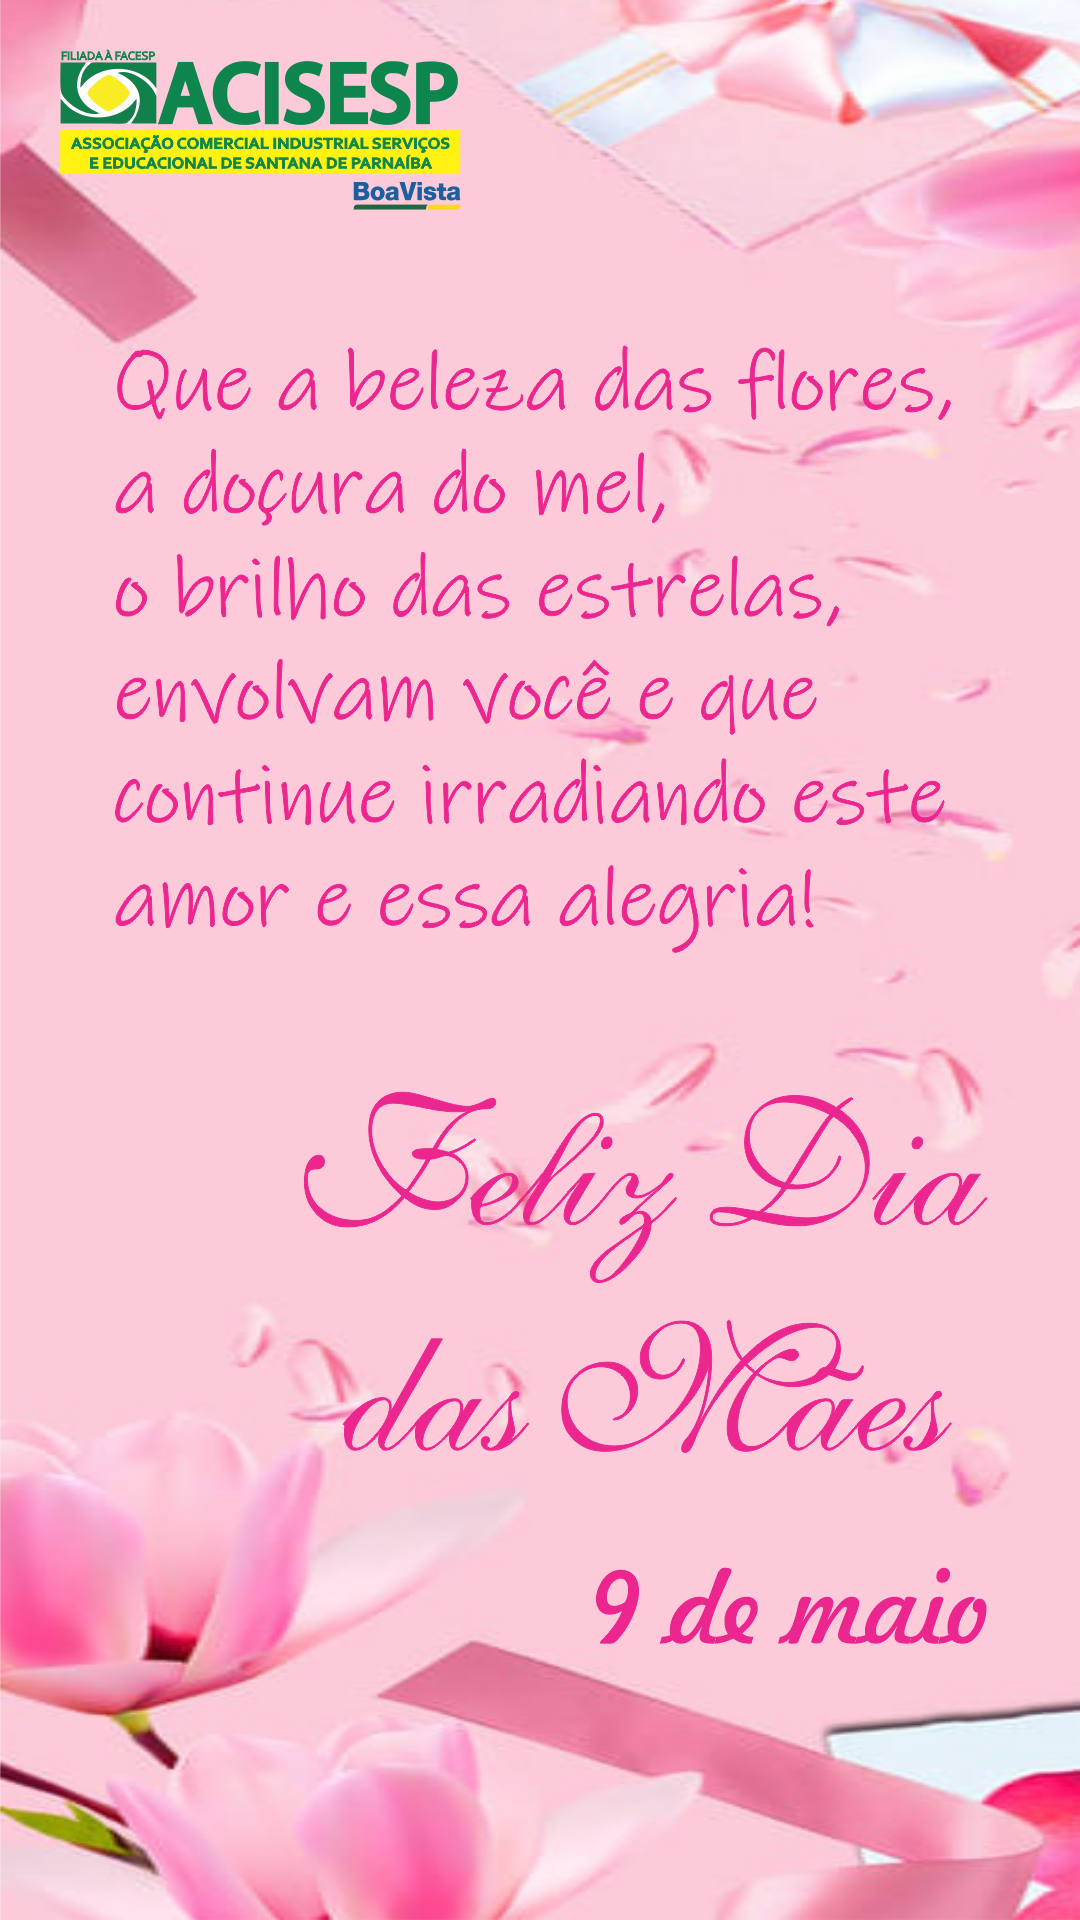 FILIADA À FACESP
ACISESP
ASSOCIAÇÃO COMERCIAL INDUSTRIAL SERVIÇOS
E EDUCACIONAL DE SANTANA DE PARNAÍBA
BoaVista
Que a beleza das flores,
a doçura do mel,
o brilho das estrelas,
envolvam você e que
continue irradiando este
amor e essa alegria!
Feliz Dia
das Mães
9 de maio